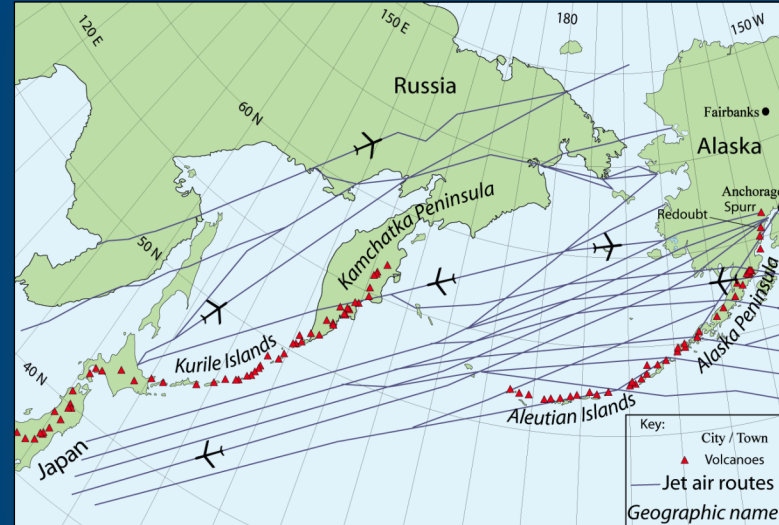 120 E
150 E
180
150 W
Russia
Fairbanks
60 N
Alaska
Anchorage
Spurr
Redoubt
Kamchatka Peninsula
50 N
Alaska Peninsula
Kurile Islands
40 N
Aleutian Islands
Japan
Key:
City / Town
Volcanoes
Jet air routes
Geographic name